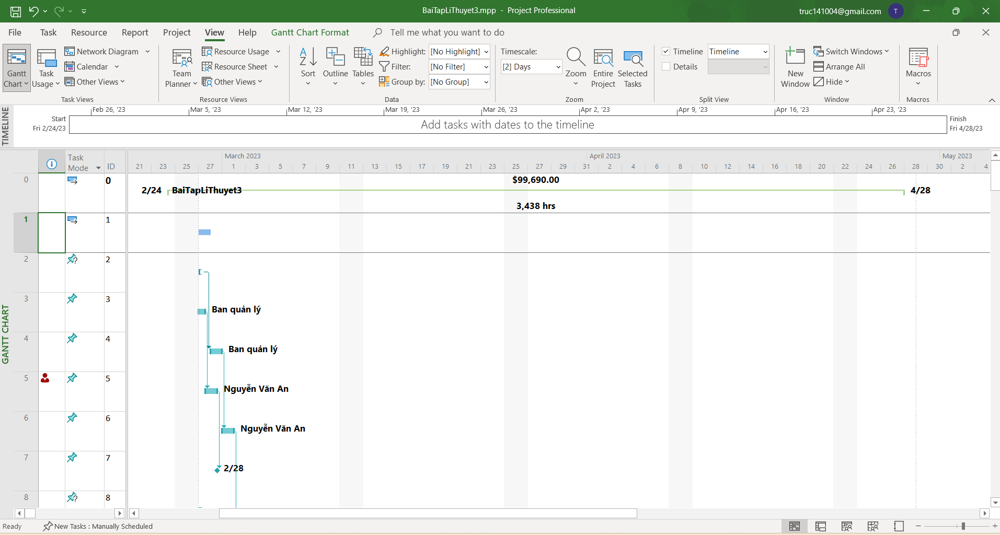 BaiTapLiThuyet3.mpp - Project Professional
truc141004@gmail.com
T
File Task Resource Report Project View Help Gantt Chart Format Tell me what you want to do
Gantt Chart
Task Usage
Network Diagram
Calendar
Other Views
Task Views
Team Planner
Resource Usage
Resource Sheet
Other Views
Resource Views
Sort
Outline
Tables
Highlight: [No Highlight]
Filter: [No Filter]
Group by: [No Group]
Data
Timescale:
[2] Days
Zoom
Entire Project
Selected Tasks
Zoom
Timeline Timeline
Details
Split View
New Window
Switch Windows
Arrange All
Hide
Window
Macros
Macros
TIMELINE
Feb 26, '23 Mar 5, '23 Mar 12, '23 Mar 19, '23 Mar 26, '23 Apr 2, '23 Apr 9, '23 Apr 16, '23 Apr 23, '23
Start
Fri 2/24/23
Add tasks with dates to the timeline
Finish
Fri 4/28/23
GANTT CHART
Task Mode ID
March 2023 April 2023 May 2023
21 23 25 27 1 3 5 7 9 11 13 15 17 19 21 23 25 27 29 31 2 4 6 8 10 12 14 16 18 20 22 24 26 28 30 2 4
0 0
$99,690.00
2/24 BaiTapLiThuyet3 4/28
3,438 hrs
1 1
2 2
3 3
Ban quản lý
4 4
Ban quản lý
5 5
Nguyễn Văn An
6 6
Nguyễn Văn An
7 7
2/28
8 8
Ready New Tasks : Manually Scheduled